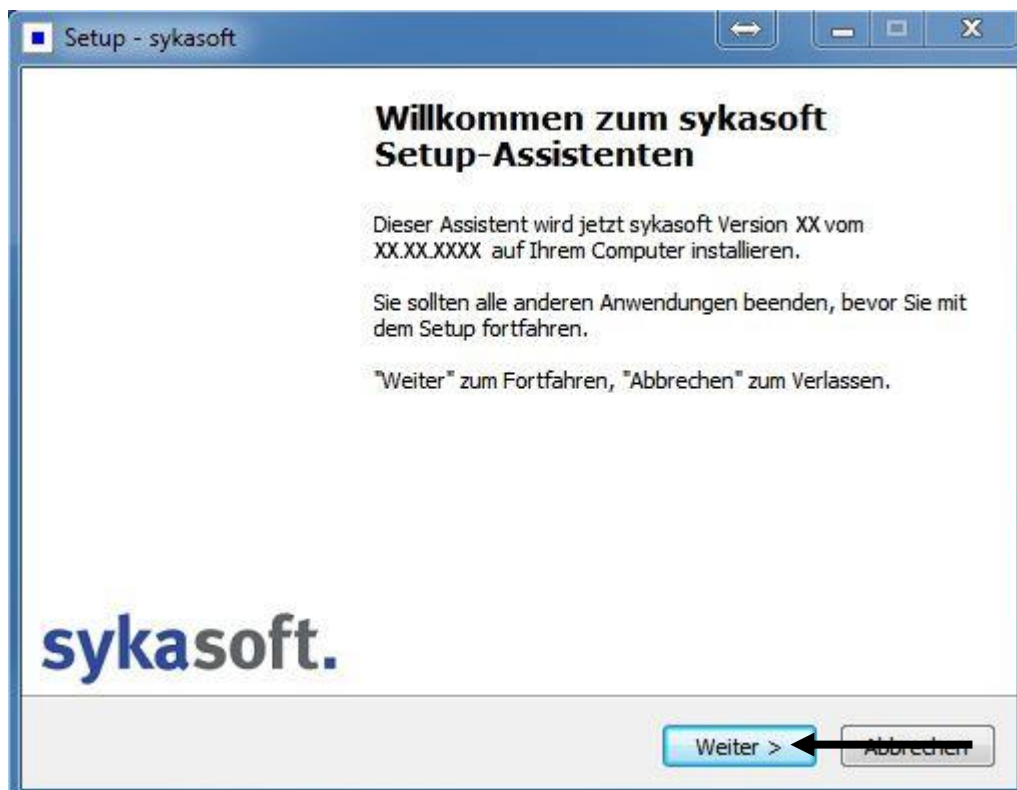 Setup - sykasoft
Willkommen zum sykasoft
Setup-Assistenten
Dieser Assistent wird jetzt sykasoft Version XX vom
XX.XX.XXXX auf Ihrem Computer installieren.
Sie sollten alle anderen Anwendungen beenden, bevor Sie mit
dem Setup fortfahren.
"Weiter" zum Fortfahren, "Abbrechen" zum Verlassen.
sykasoft.
Weiter > Abbrechen